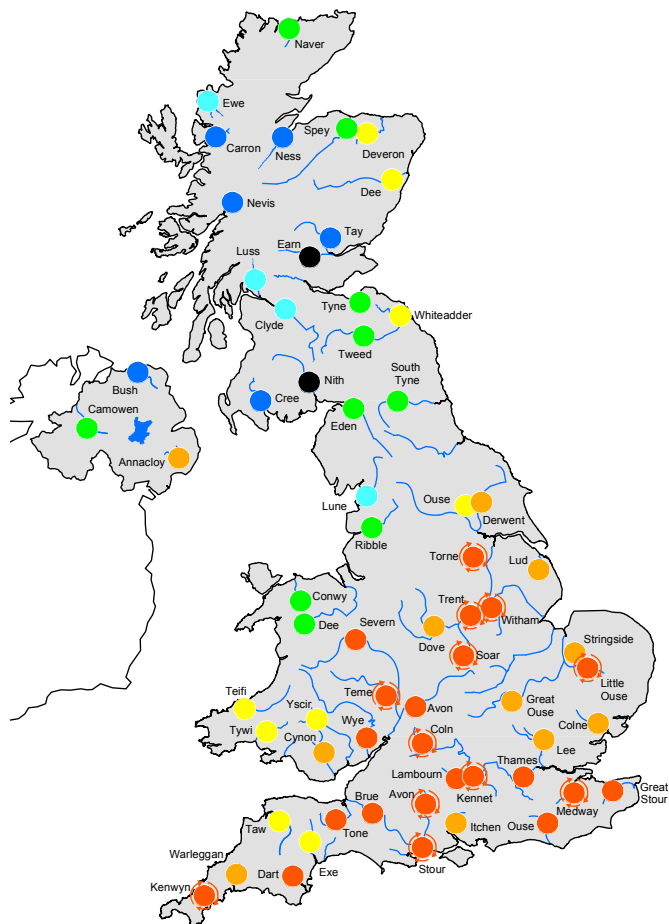 Naver
Ewe
Spey
Carron
Ness
Deveron
Dee
Nevis
Tay
Earn
Luss
Tyne
Whiteadder
Clyde
Tweed
South
Tyne
Nith
Bush
Cree
Camowen
Eden
Annacloy
Lune
Ouse
Derwent
Ribble
Torne
Lud
Conwy
Trent
Dee
Severn
Witham
Dove
Soar
Stringside
Little
Ouse
Teme
Teifi
Yscir
Great
Ouse
Avon
Tywi
Cynon
Wye
Coln
Colne
Lee
Lambourn
Thames
Kennet
Avon
Great
Stour
Medway
Brue
Taw
Tone
Itchen
Ouse
Exe
Stour
Warleggan
Dart
Kenwyn